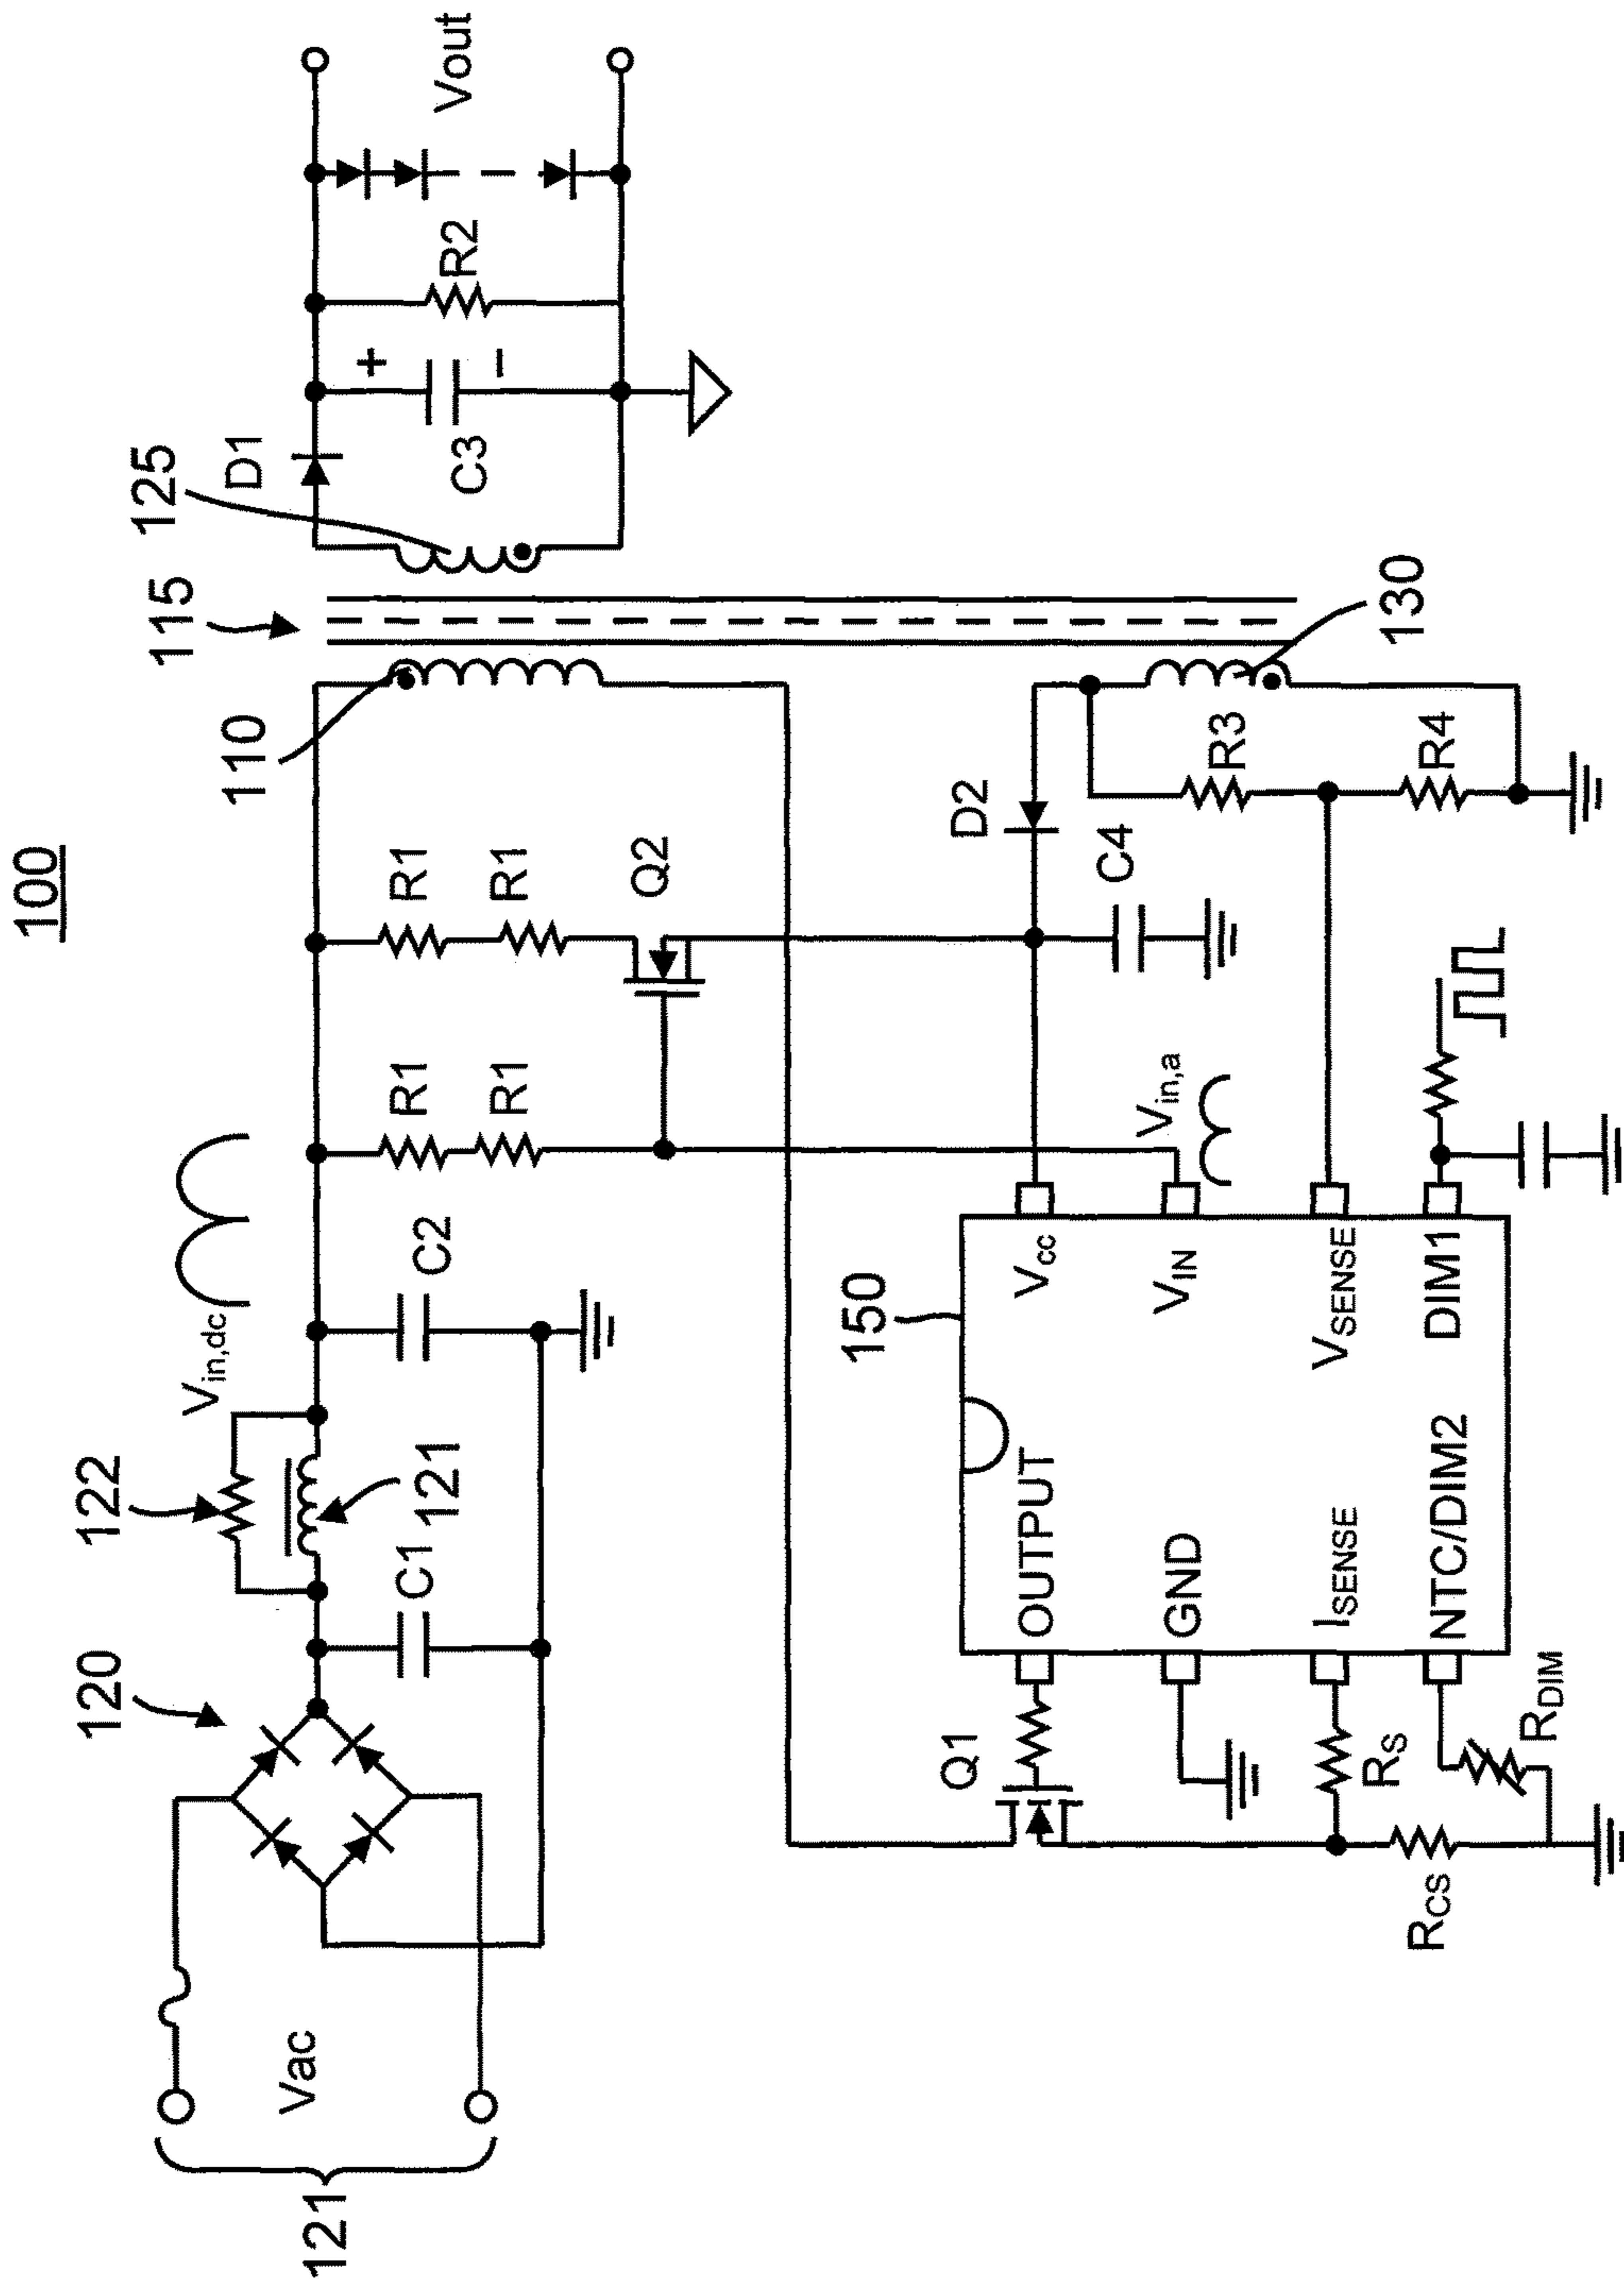 100
121
Vac
120
122
121
C1
Vin,dc
C2
R1
R1
R1
R1
Q2
110
115
125
D1
C3
+
−
R2
Vout
D2
C4
R3
R4
130
150
Q1
OUTPUT
GND
ISENSE
NTC/DIM2
Vcc
VIN
VSENSE
DIM1
Vin,a
RS
RCS
RDIM